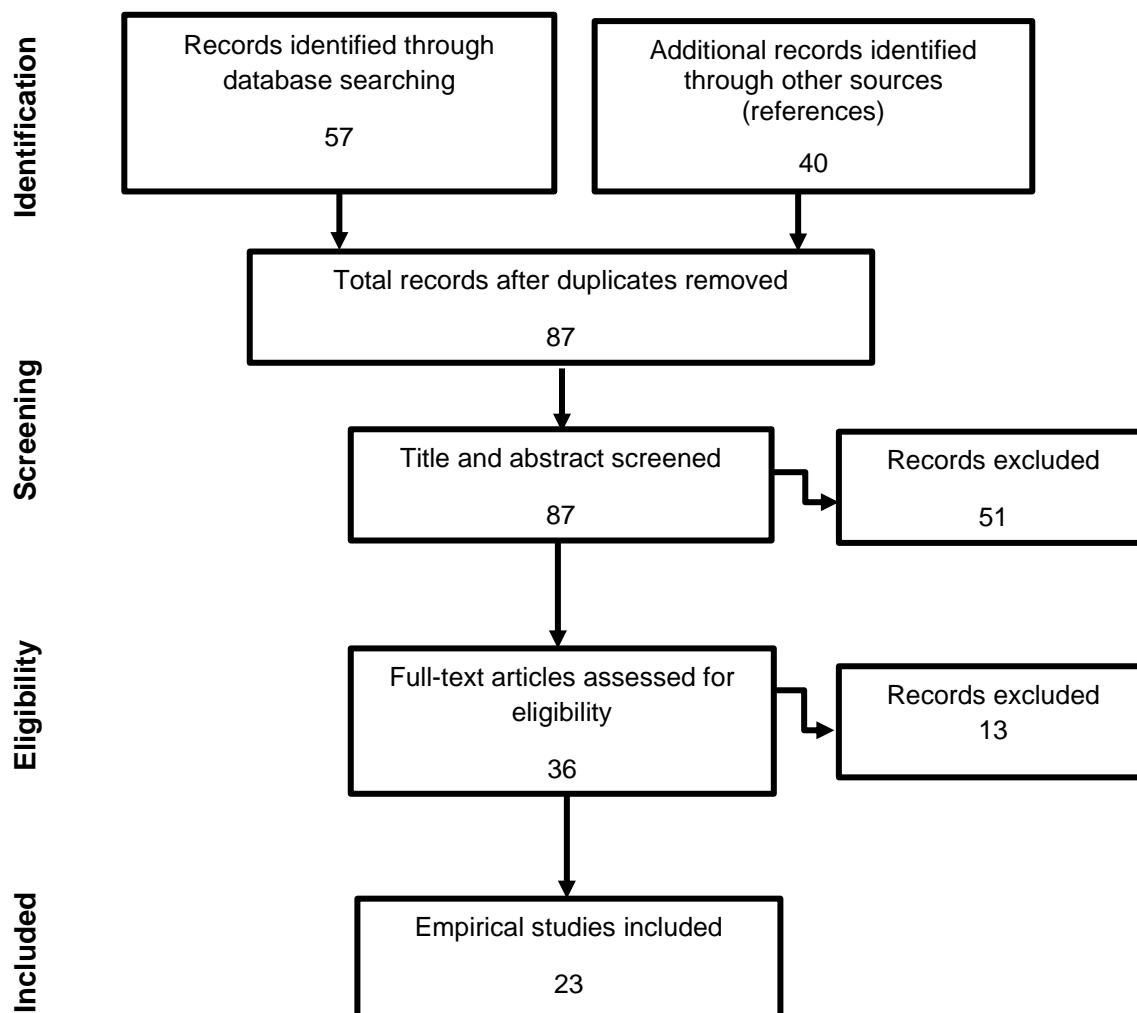 Identification
Records identified through
database searching
57
Additional records identified
through other sources
(references)
40
Total records after duplicates removed
87
Screening
Title and abstract screened
87
Records excluded
51
Eligibility
Full-text articles assessed for
eligibility
36
Records excluded
13
Included
Empirical studies included
23